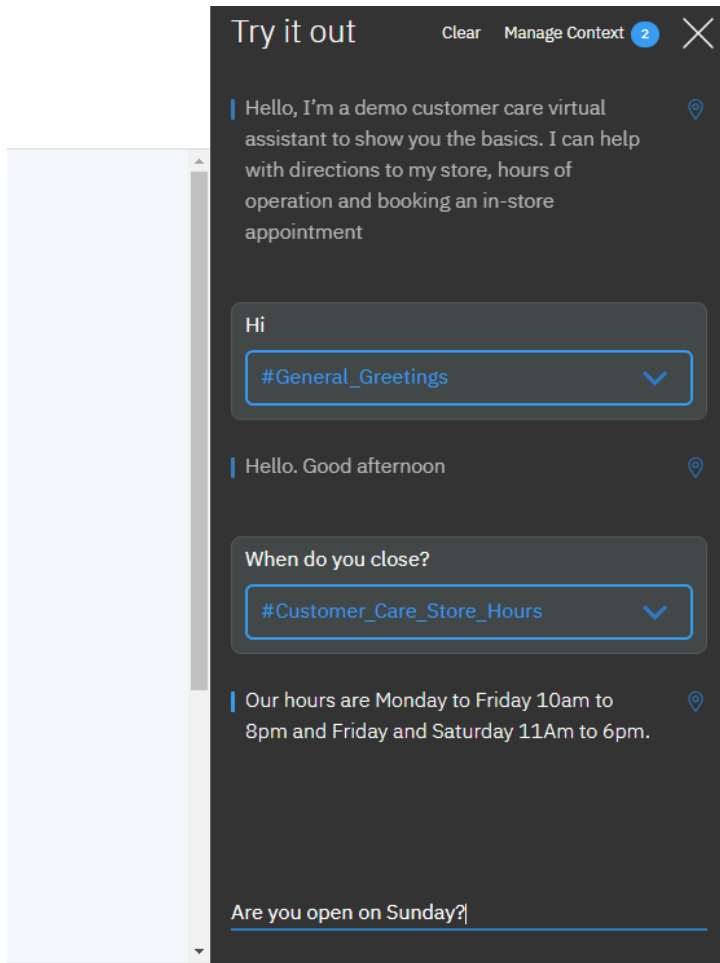 Try it out Clear Manage Context 2
Hello, I'm a demo customer care virtual
assistant to show you the basics. I can help
with directions to my store, hours of
operation and booking an in-store
appointment
Hi
#General_Greetings
Hello. Good afternoon
When do you close?
#Customer_Care_Store_Hours
Our hours are Monday to Friday 10am to
8pm and Friday and Saturday 11Am to 6pm.
Are you open on Sunday?